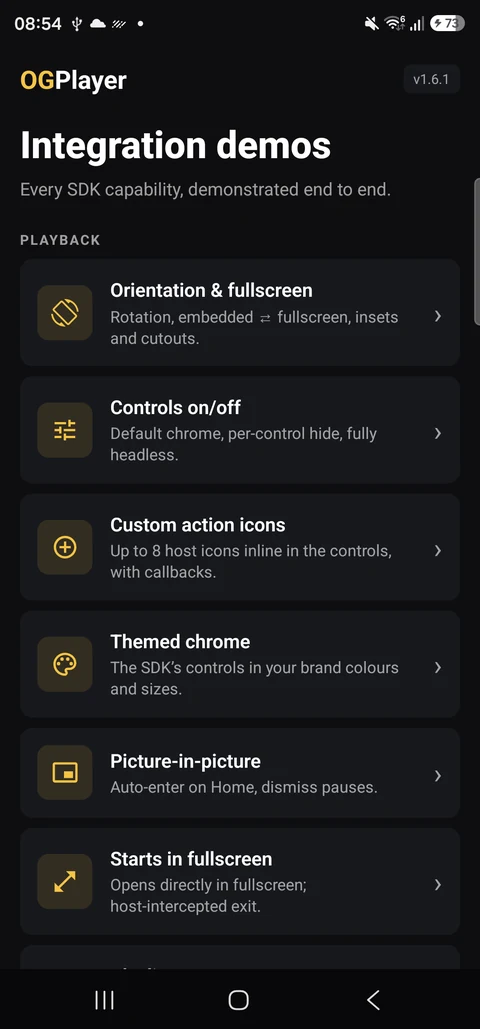 08:54
6
73
OGPlayer
v1.6.1
Integration demos
Every SDK capability, demonstrated end to end.
PLAYBACK
Orientation & fullscreen
Rotation, embedded ⇄ fullscreen, insets
and cutouts.
Controls on/off
Default chrome, per-control hide, fully
headless.
Custom action icons
Up to 8 host icons inline in the controls,
with callbacks.
Themed chrome
The SDK’s controls in your brand colours
and sizes.
Picture-in-picture
Auto-enter on Home, dismiss pauses.
Starts in fullscreen
Opens directly in fullscreen;
host-intercepted exit.